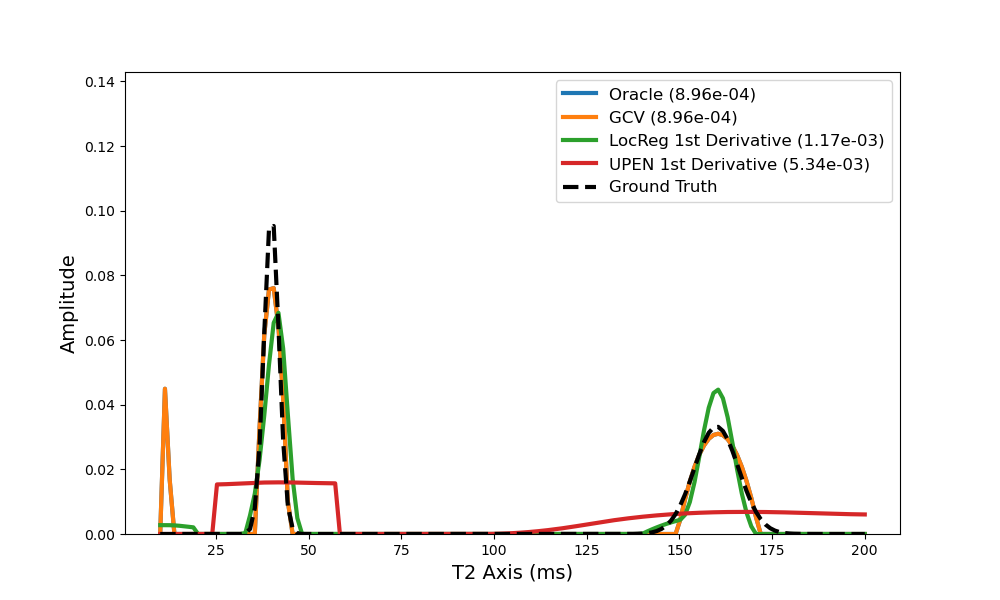 Oracle (8.96e-04)
GCV (8.96e-04)
LocReg 1st Derivative (1.17e-03)
UPEN 1st Derivative (5.34e-03)
Ground Truth
Amplitude
0.14
0.12
0.10
0.08
0.06
0.04
0.02
0.00
25 50 75 100 125 150 175 200
T2 Axis (ms)